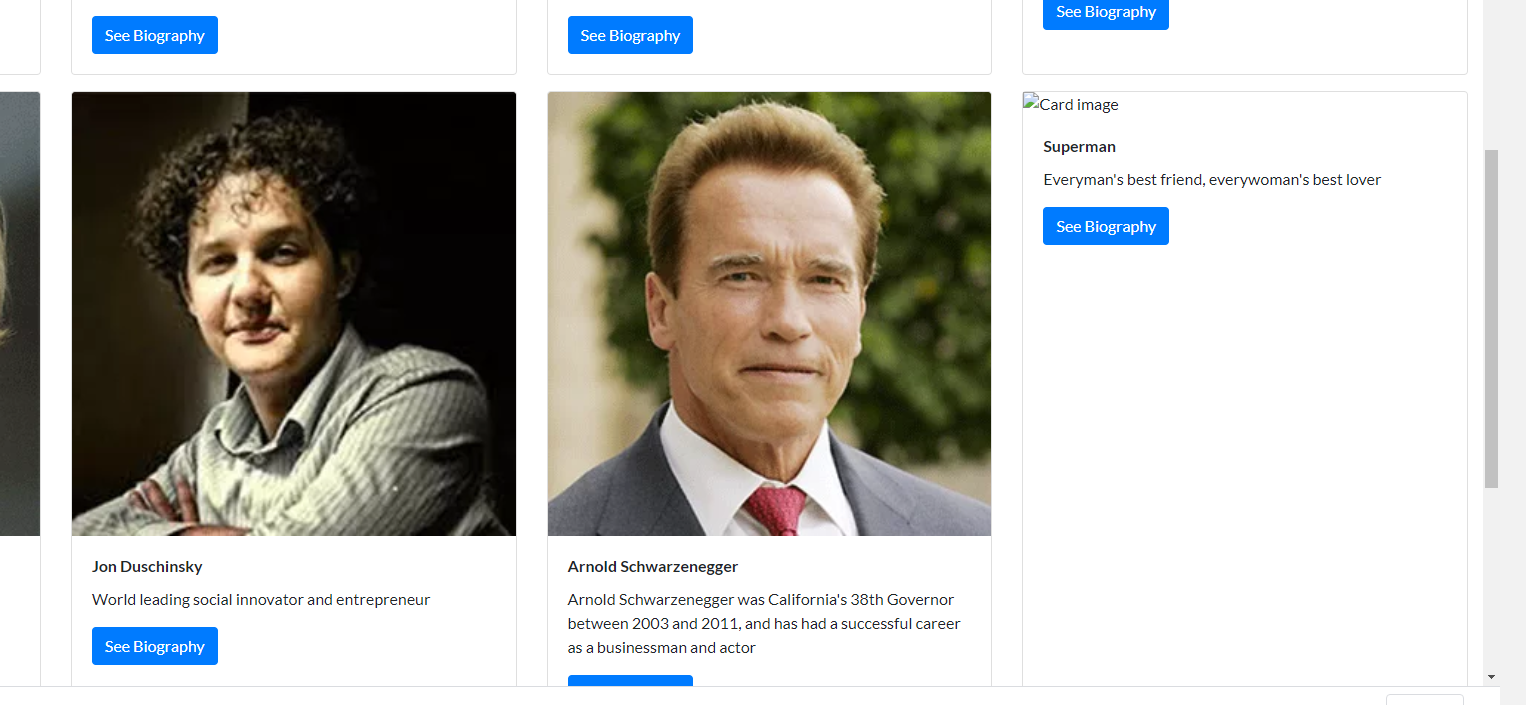 See Biography
See Biography
See Biography
Card image
Superman
Everyman's best friend, everywoman's best lover
See Biography
Jon Duschinsky
World leading social innovator and entrepreneur
See Biography
Arnold Schwarzenegger
Arnold Schwarzenegger was California's 38th Governor
between 2003 and 2011, and has had a successful career
as a businessman and actor